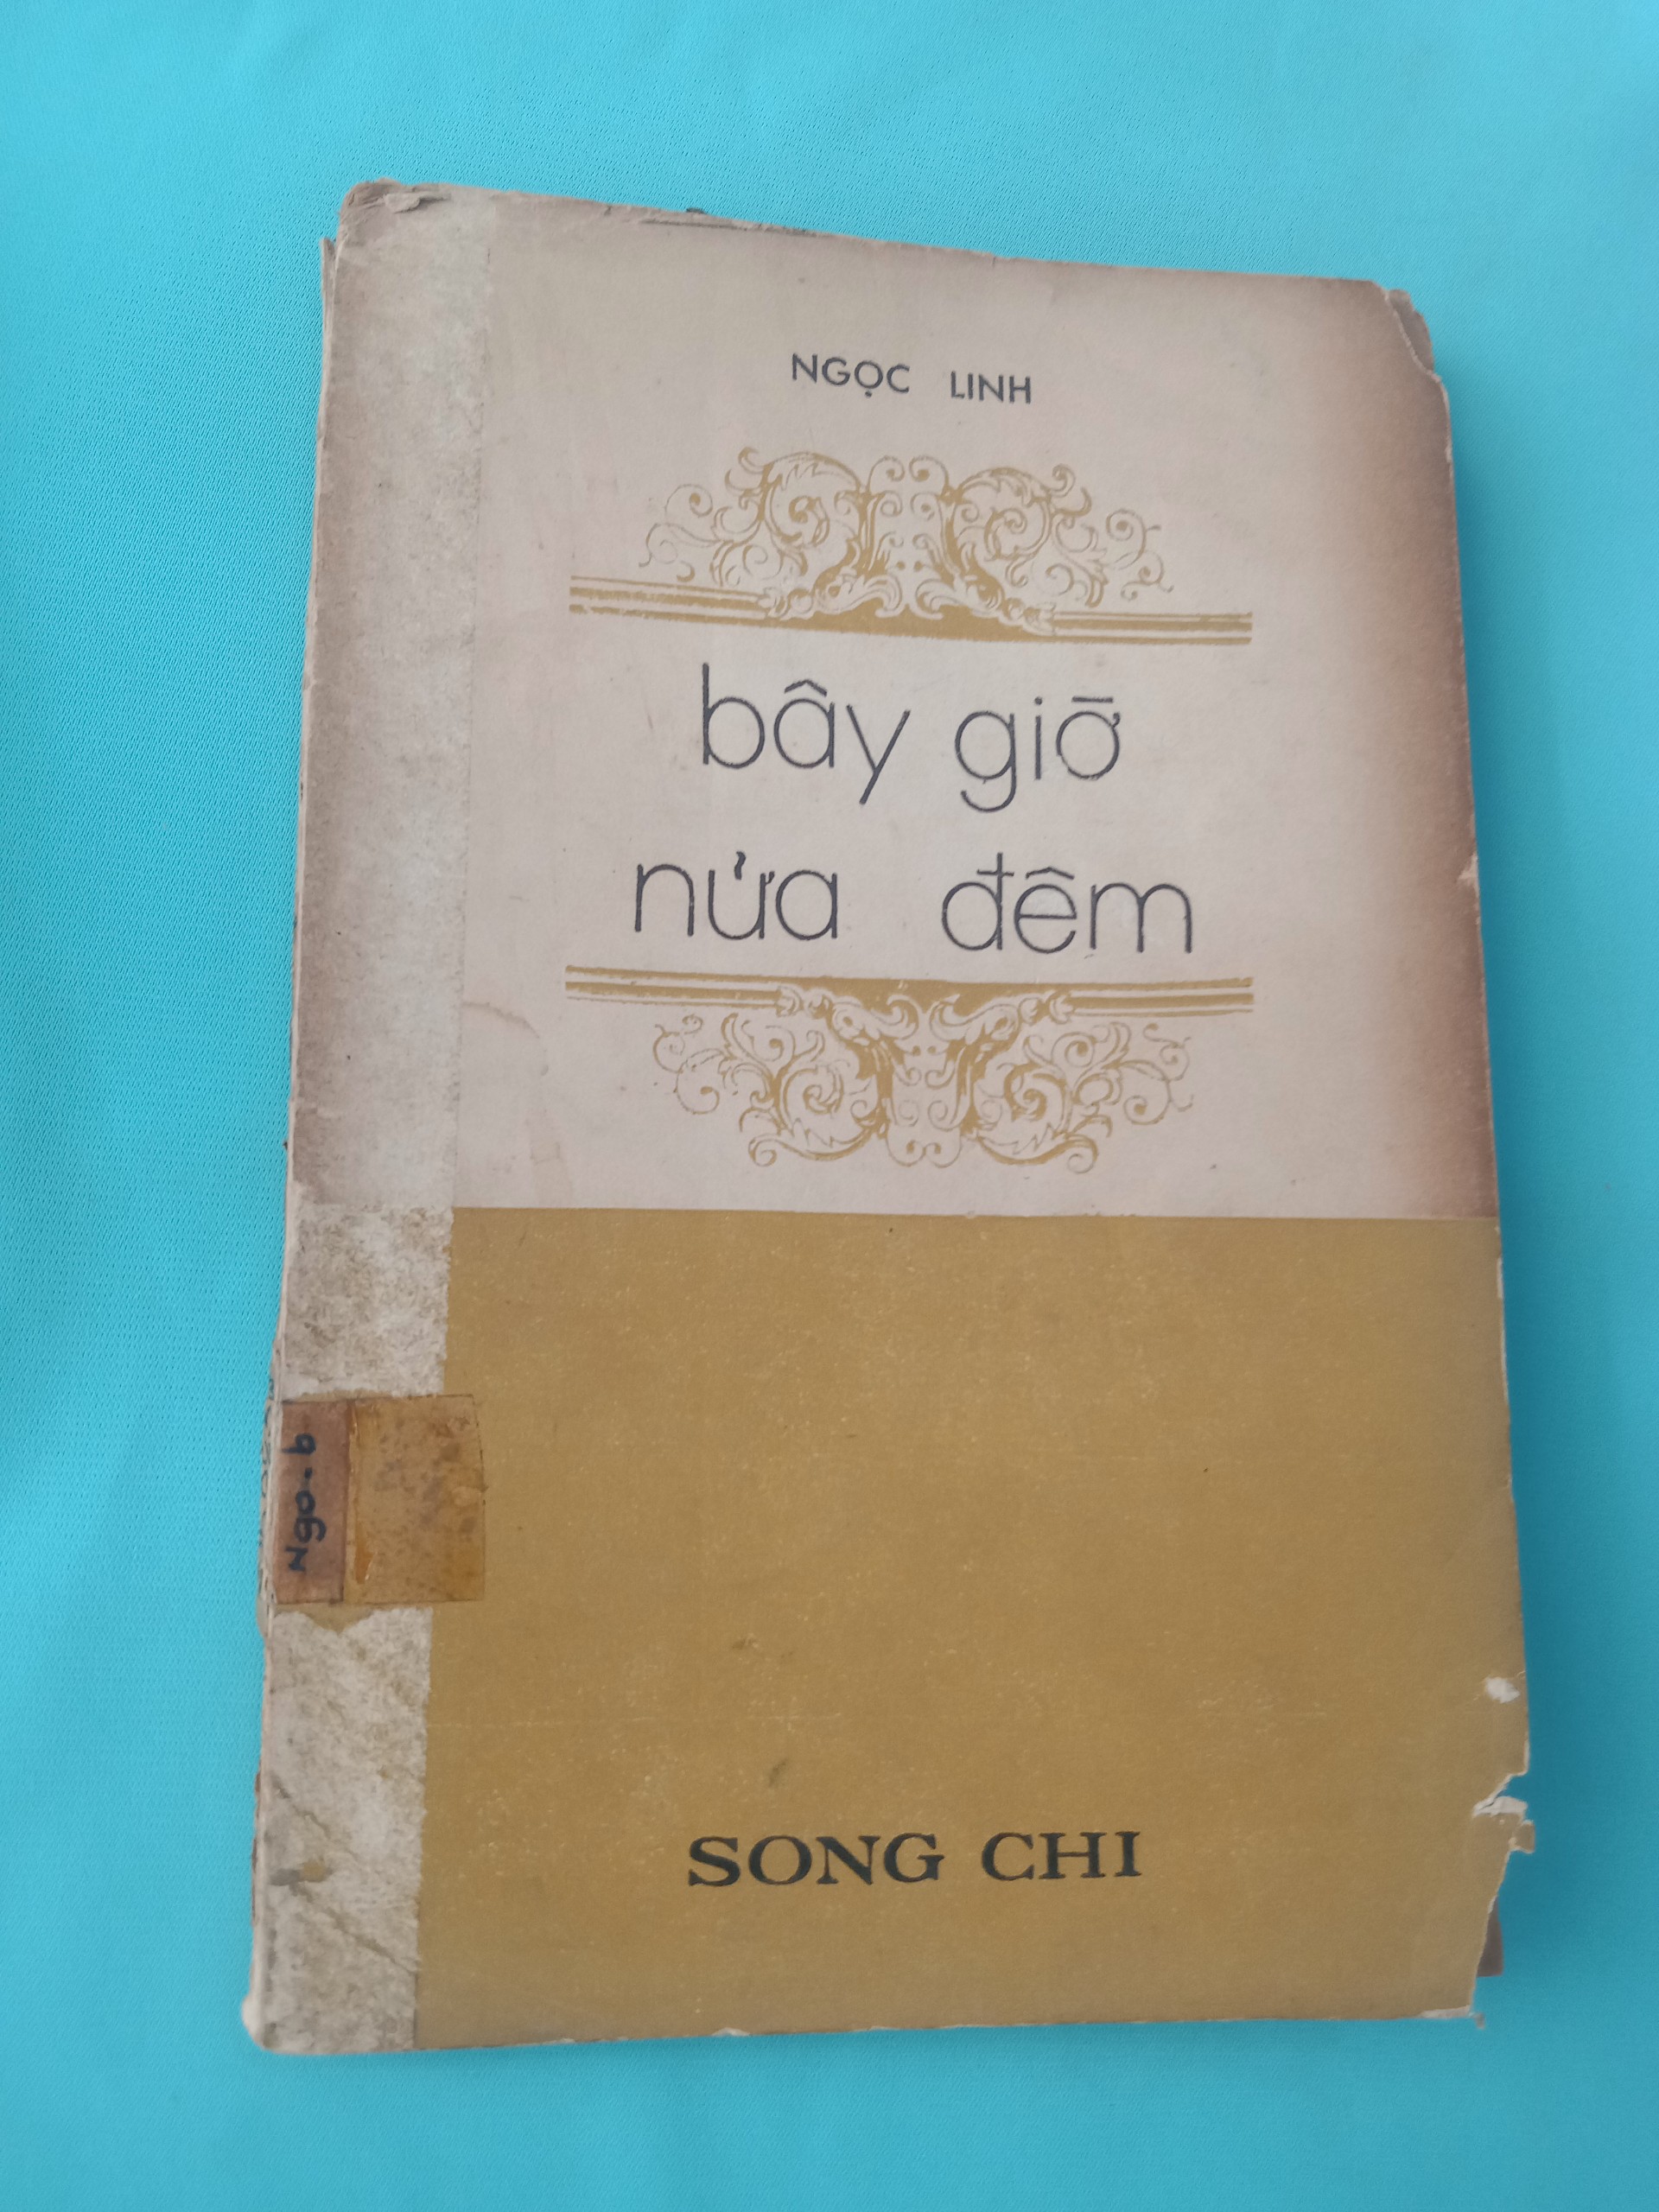 NGỌC LINH
bây giờ
nửa đêm
Ngo.b
SONG CHI